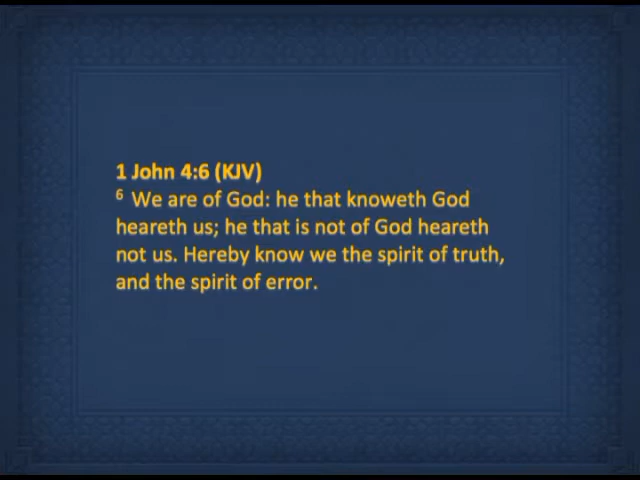 1 John 4:6 (KJV)
6 We are of God: he that knoweth God
heareth us; he that is not of God heareth
not us. Hereby know we the spirit of truth,
and the spirit of error.